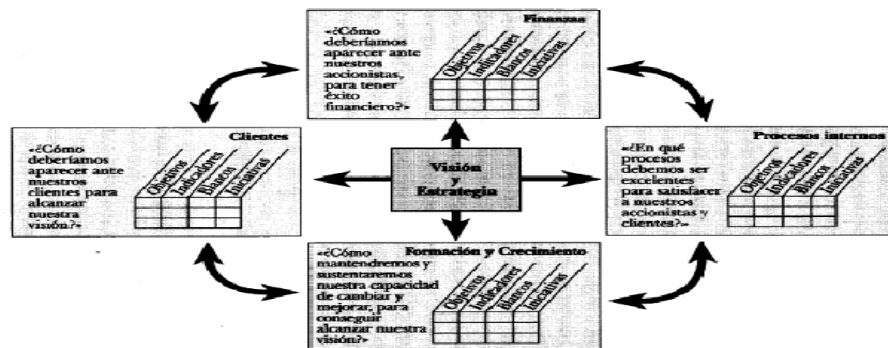 Finanzas
«¿Cómo
deberíamos
aparecer ante
nuestros
accionistas,
para tener
éxito
financiero?»
Objetivos
Indicadores
Blancos
Iniciativas
Clientes
«¿Cómo
deberíamos
aparecer ante
nuestros
clientes para
alcanzar
nuestra
visión?»
Objetivos
Indicadores
Blancos
Iniciativas
Visión
y
Estrategia
Procesos internos
«¿En qué
procesos
debemos ser
excelentes
para satisfacer
a nuestros
accionistas y
clientes?»
Objetivos
Indicadores
Blancos
Iniciativas
Formación y Crecimiento
«¿Cómo
mantendremos y
sustentaremos
nuestra capacidad
de cambiar y
mejorar, para
conseguir
alcanzar nuestra
visión?»
Objetivos
Indicadores
Blancos
Iniciativas